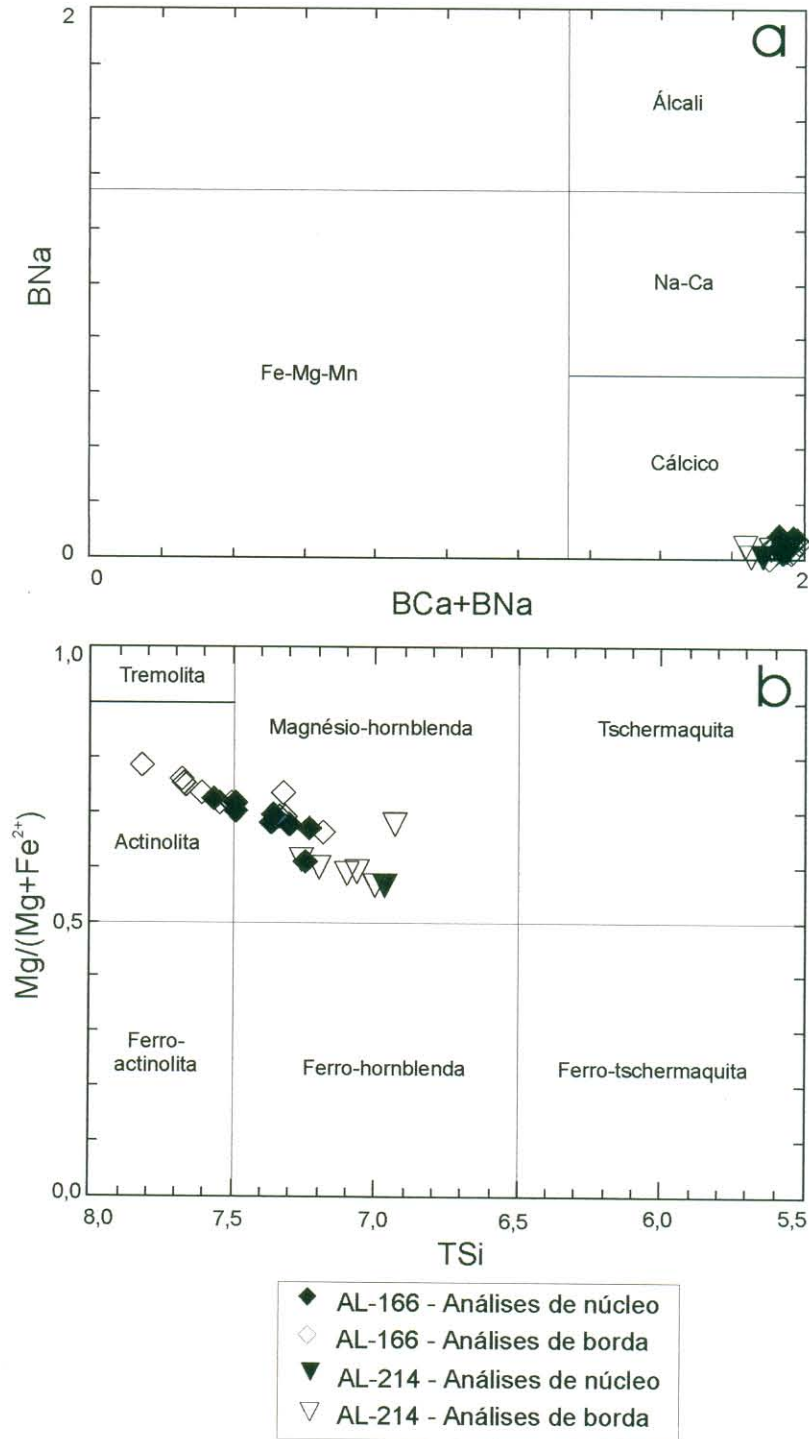 2
a
Álcali
BNa
Na-Ca
Fe-Mg-Mn
Cálcico
0
0
2
BCa+BNa
1,0
b
Tremolita
Magnésio-hornblenda
Tschermaquita
Actinolita
Mg/(Mg+Fe²⁺)
0,5
Ferro-
actinolita
Ferro-hornblenda
Ferro-tschermaquita
0,0
8,0
7,5
7,0
6,5
6,0
5,5
TSi
AL-166 - Análises de núcleo
AL-166 - Análises de borda
AL-214 - Análises de núcleo
AL-214 - Análises de borda